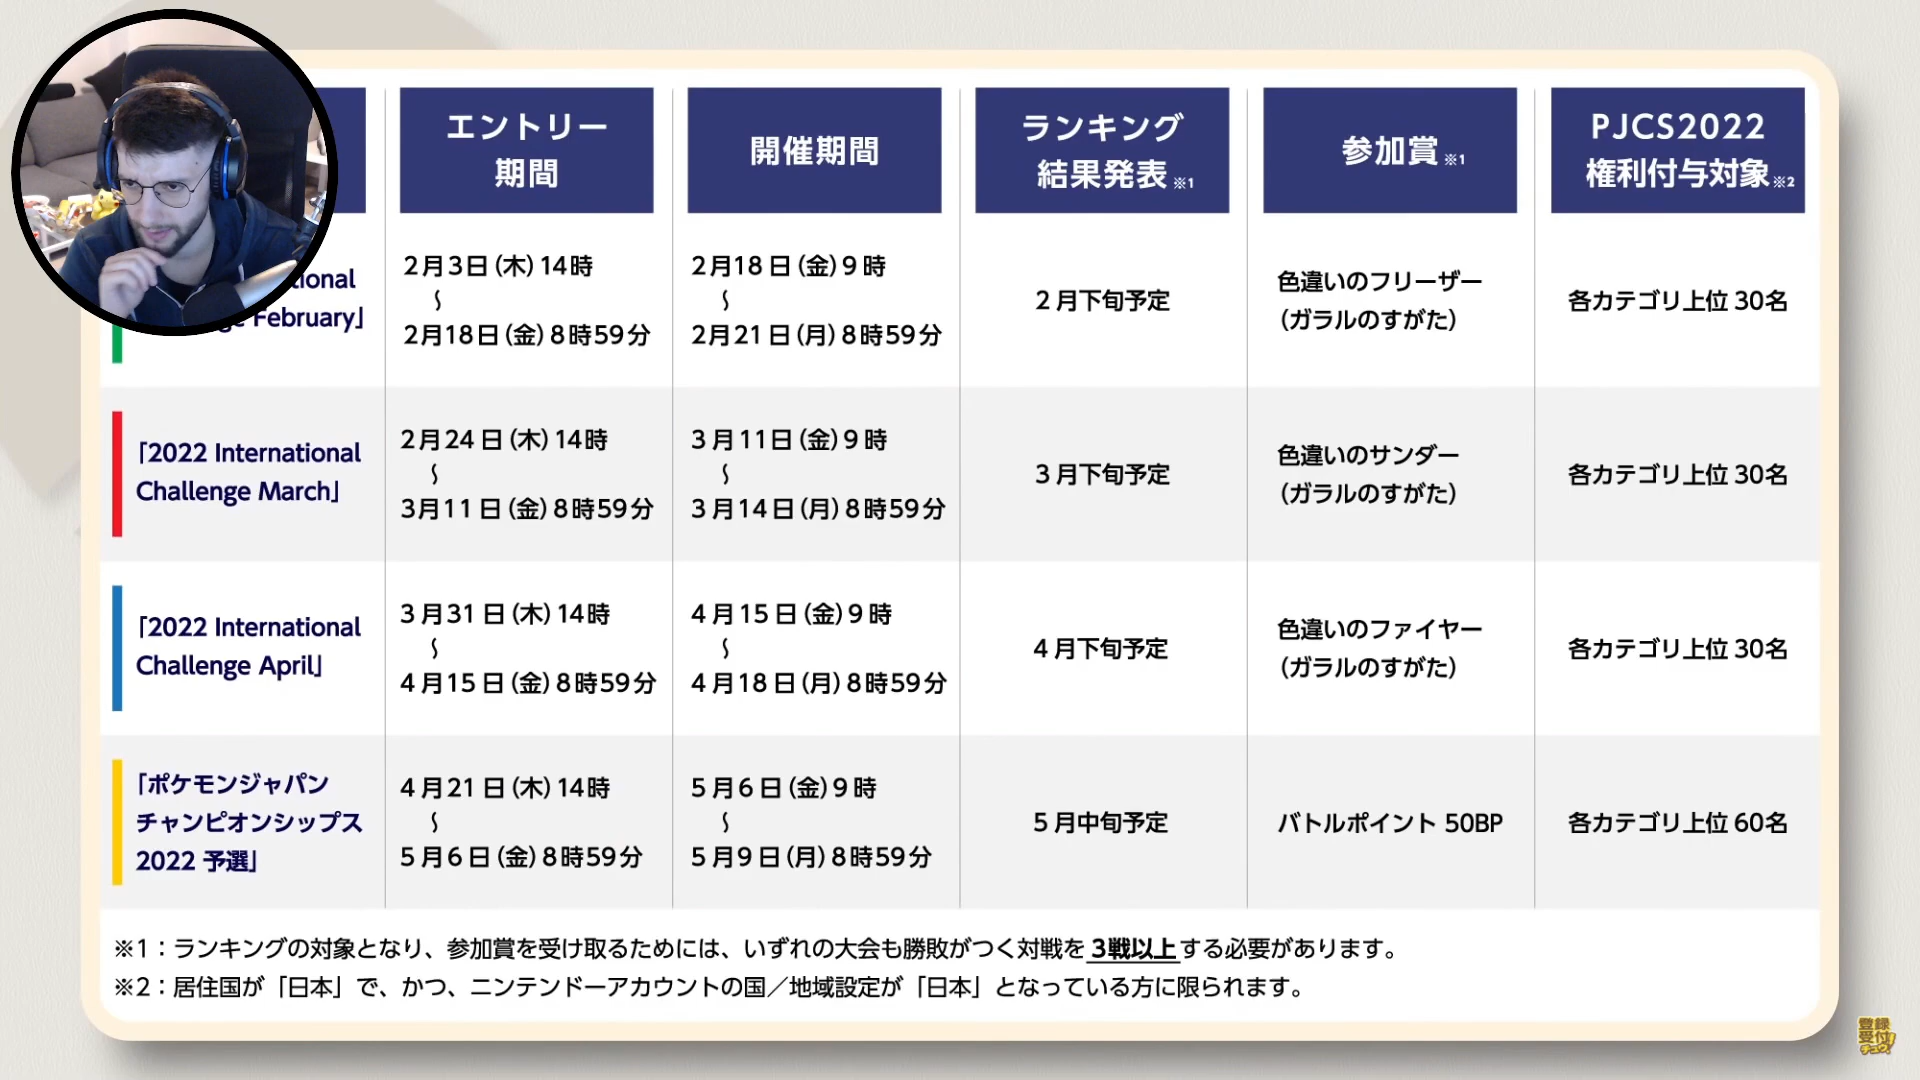 エントリー
期間
開催期間
ランキング
結果発表※1
参加賞※1
PJCS2022
権利付与対象※2
February」
2月3日(木)14時
〜
2月18日(金)8時59分
2月18日(金)9時
〜
2月21日(月)8時59分
2月下旬予定
色違いのフリーザー
(ガラルのすがた)
各カテゴリ上位30名
「2022 International
Challenge March」
2月24日(木)14時
〜
3月11日(金)8時59分
3月11日(金)9時
〜
3月14日(月)8時59分
3月下旬予定
色違いのサンダー
(ガラルのすがた)
各カテゴリ上位30名
「2022 International
Challenge April」
3月31日(木)14時
〜
4月15日(金)8時59分
4月15日(金)9時
〜
4月18日(月)8時59分
4月下旬予定
色違いのファイヤー
(ガラルのすがた)
各カテゴリ上位30名
「ポケモンジャパン
チャンピオンシップス
2022 予選」
4月21日(木)14時
〜
5月6日(金)8時59分
5月6日(金)9時
〜
5月9日(月)8時59分
5月中旬予定
バトルポイント 50BP
各カテゴリ上位60名
※1：ランキングの対象となり、参加賞を受け取るためには、いずれの大会も勝敗がつく対戦を3戦以上する必要があります。
※2：居住国が「日本」で、かつ、ニンテンドーアカウントの国／地域設定が「日本」となっている方に限られます。
登録
受付
チュウ!